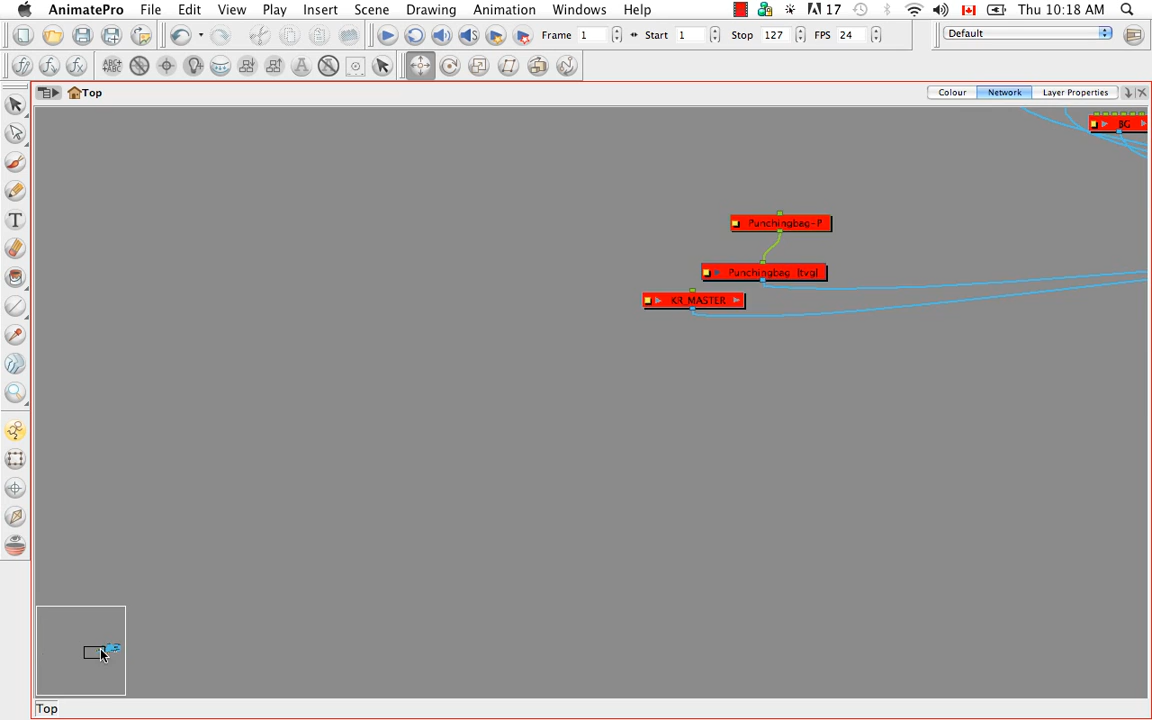 AnimatePro File Edit View Play Insert Scene Drawing Animation Windows Help 17 Thu 10:18 AM
Frame 1 Start 1 Stop 127 FPS 24 Default
Top Colour Network Layer Properties
BG
Punchingbag-P
Punchingbag (tvg)
KR_MASTER
Top